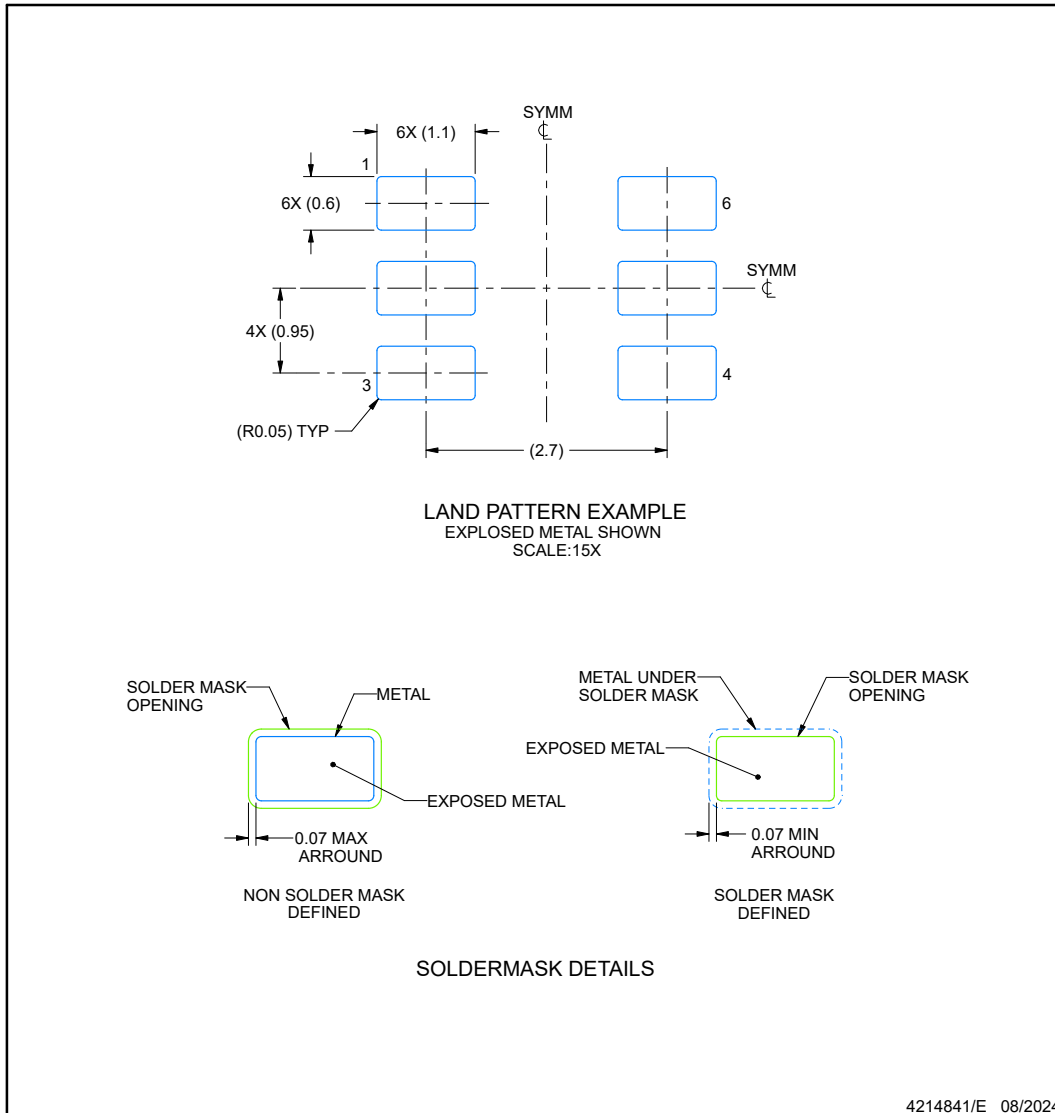 SYMM
6X (1.1)
1
6X (0.6)
6
SYMM
4X (0.95)
3
4
(R0.05) TYP
(2.7)
LAND PATTERN EXAMPLE
EXPLOSED METAL SHOWN
SCALE:15X
SOLDER MASK
OPENING
METAL
EXPOSED METAL
0.07 MAX
ARROUND
NON SOLDER MASK
DEFINED
METAL UNDER
SOLDER MASK
SOLDER MASK
OPENING
EXPOSED METAL
0.07 MIN
ARROUND
SOLDER MASK
DEFINED
SOLDERMASK DETAILS
4214841/E 08/2024